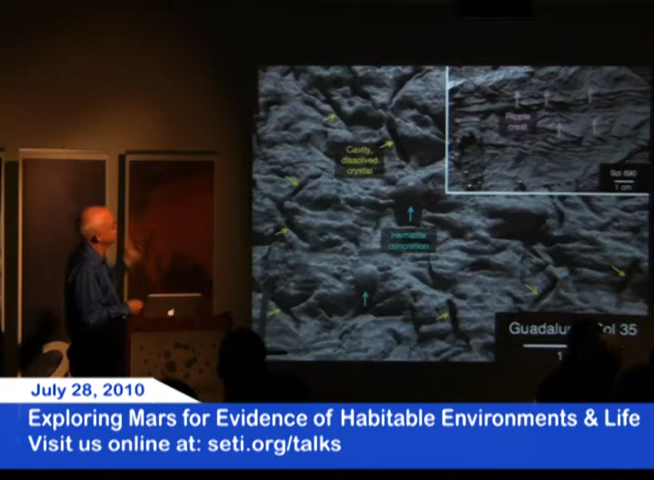 Ripple
crest
Cavity,
dissolved
crystal
Sol 690
1 cm
Hematite
concretion
Sol 35
1
July 28, 2010
Exploring Mars for Evidence of Habitable Environments & Life
Visit us online at: seti.org/talks